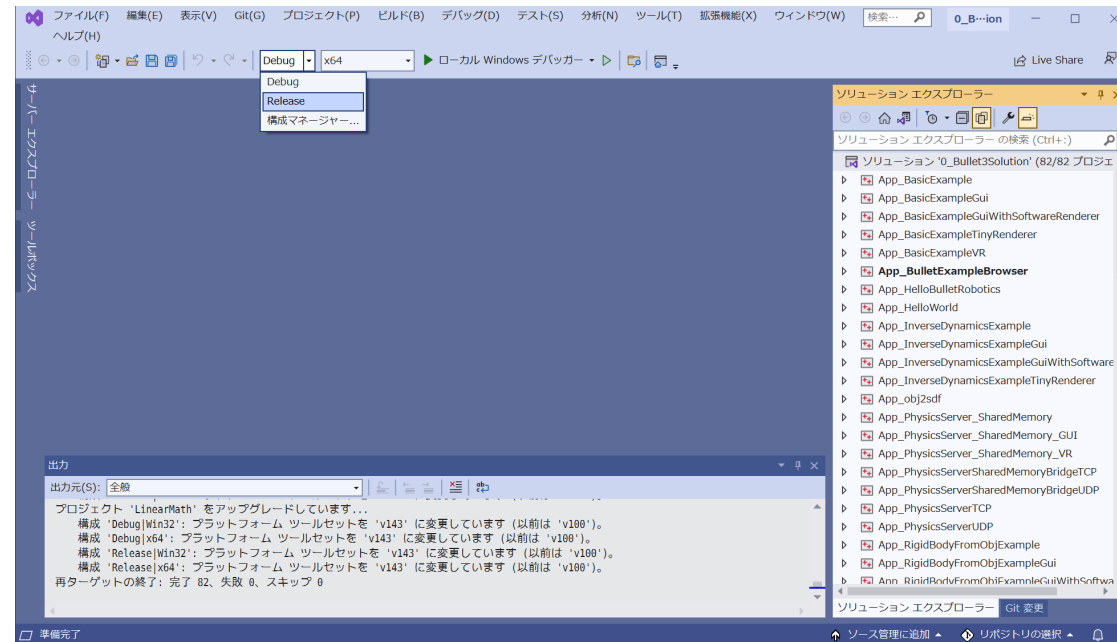 ファイル(F) 編集(E) 表示(V) Git(G) プロジェクト(P) ビルド(B) デバッグ(D) テスト(S) 分析(N) ツール(T) 拡張機能(X) ウィンドウ(W) 検索… 0_B…ion
ヘルプ(H)
Debug x64 ローカル Windows デバッガー Live Share
Debug
Release
構成マネージャー...
サーバー エクスプローラー
ツールボックス
ソリューション エクスプローラー
ソリューション エクスプローラー の検索 (Ctrl+:)
ソリューション '0_Bullet3Solution' (82/82 プロジェ
App_BasicExample
App_BasicExampleGui
App_BasicExampleGuiWithSoftwareRenderer
App_BasicExampleTinyRenderer
App_BasicExampleVR
App_BulletExampleBrowser
App_HelloBulletRobotics
App_HelloWorld
App_InverseDynamicsExample
App_InverseDynamicsExampleGui
App_InverseDynamicsExampleGuiWithSoftware
App_InverseDynamicsExampleTinyRenderer
App_obj2sdf
App_PhysicsServer_SharedMemory
App_PhysicsServer_SharedMemory_GUI
App_PhysicsServer_SharedMemory_VR
App_PhysicsServerSharedMemoryBridgeTCP
App_PhysicsServerSharedMemoryBridgeUDP
App_PhysicsServerTCP
App_PhysicsServerUDP
App_RigidBodyFromObjExample
App_RigidBodyFromObjExampleGui
App_RigidBodyFromObjExampleGuiWithSoftwa
ソリューション エクスプローラー Git 変更
出力
出力元(S): 全般
プロジェクト 'LinearMath' をアップグレードしています...
構成 'Debug|Win32': プラットフォーム ツールセットを 'v143' に変更しています (以前は 'v100')。
構成 'Debug|x64': プラットフォーム ツールセットを 'v143' に変更しています (以前は 'v100')。
構成 'Release|Win32': プラットフォーム ツールセットを 'v143' に変更しています (以前は 'v100')。
構成 'Release|x64': プラットフォーム ツールセットを 'v143' に変更しています (以前は 'v100')。
再ターゲットの終了: 完了 82、失敗 0、スキップ 0
準備完了 ソース管理に追加 リポジトリの選択